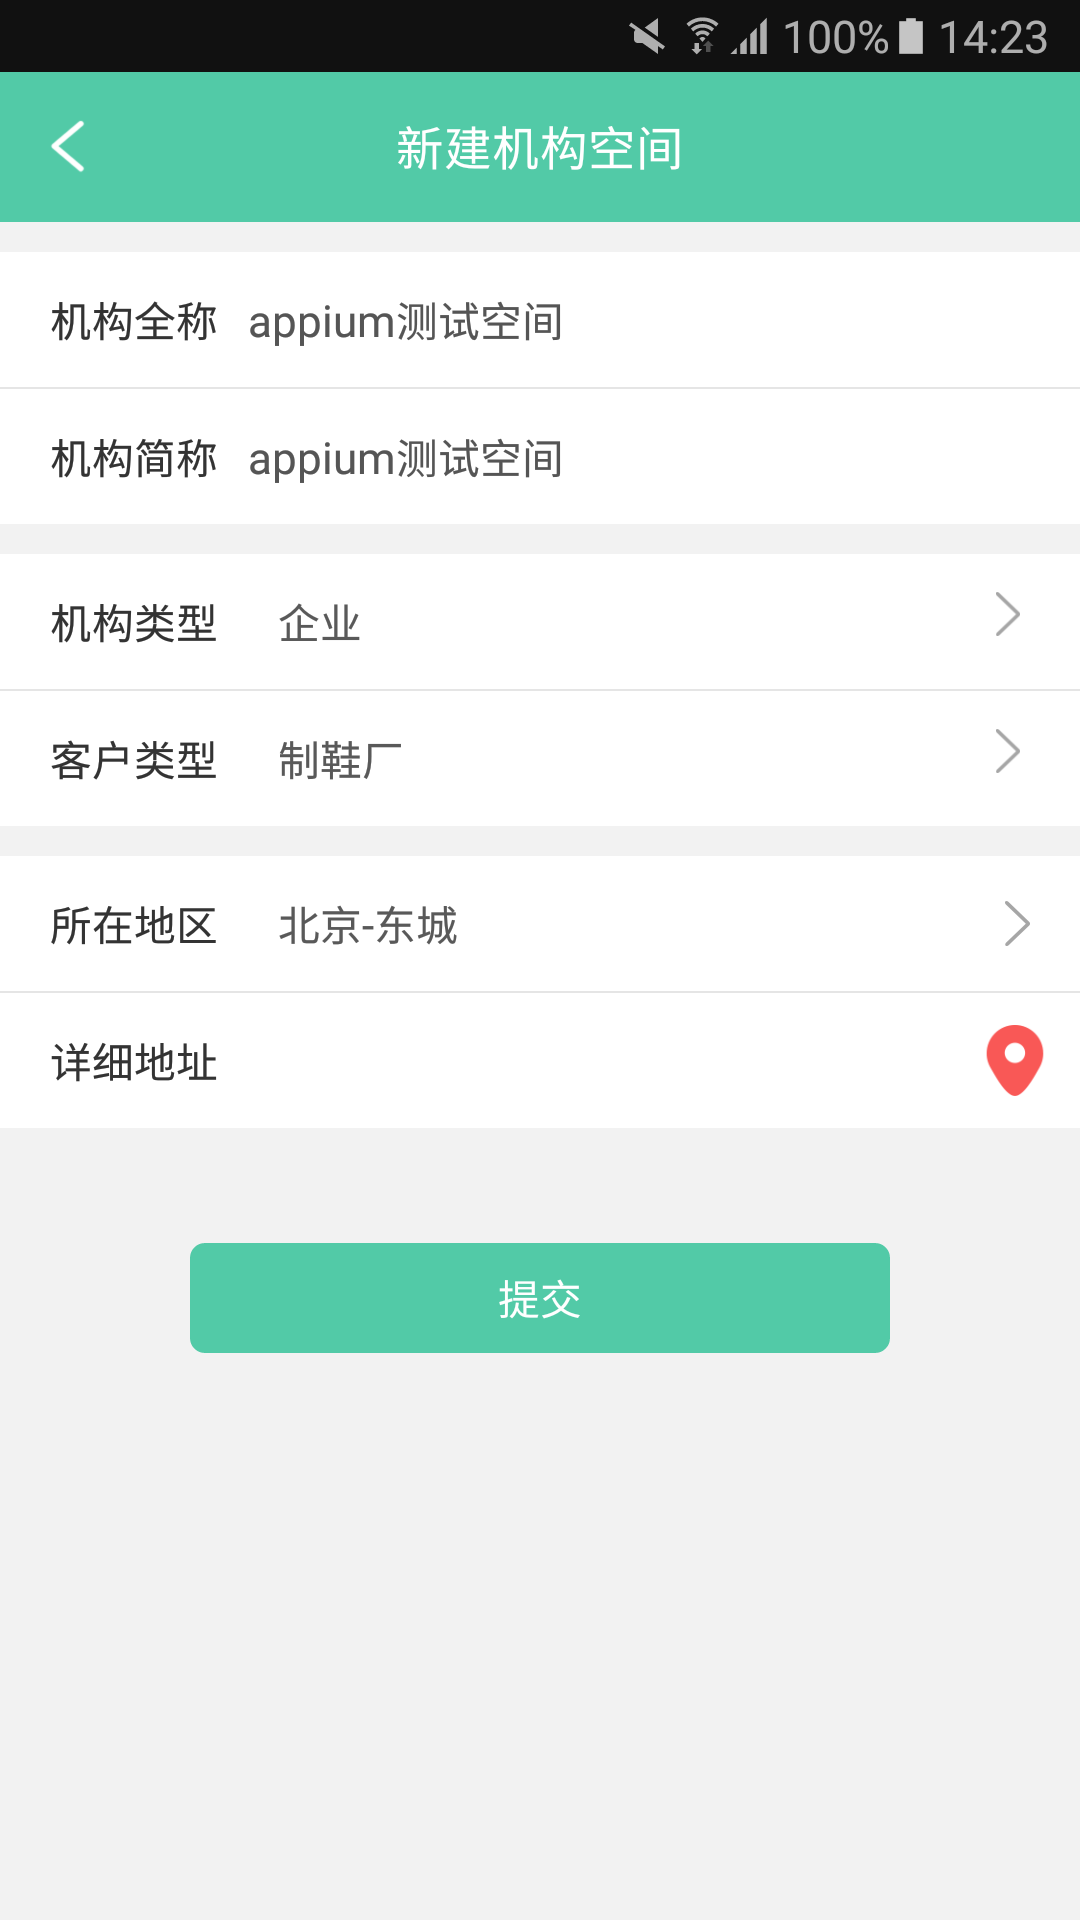 100% 14:23
新建机构空间
机构全称 appium测试空间
机构简称 appium测试空间
机构类型 企业
客户类型 制鞋厂
所在地区 北京-东城
详细地址
提交